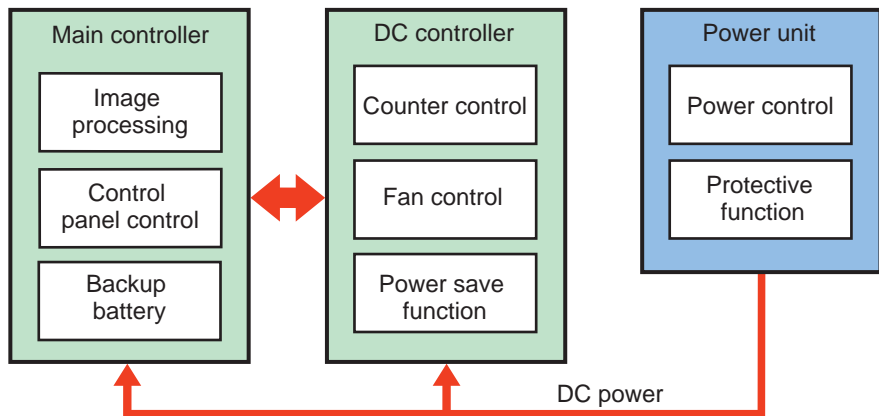 Main controller
Image
processing
Control
panel control
Backup
battery
DC controller
Counter control
Fan control
Power save
function
Power unit
Power control
Protective
function
DC power